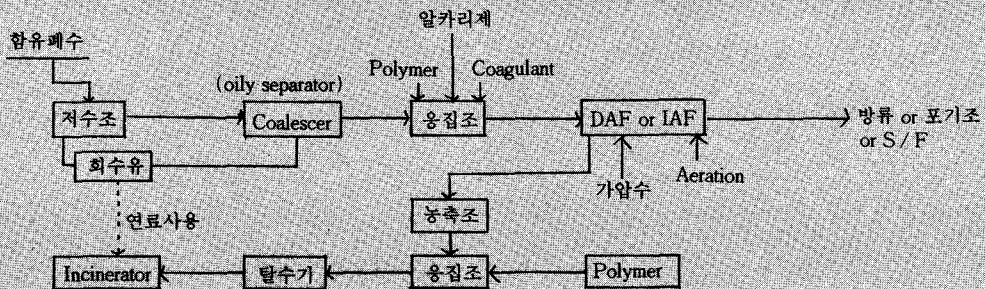 알카리제
함유폐수
Polymer
Coagulant
(oily separator)
저수조
Coalescer
응집조
DAF or IAF
방류 or 포기조
or S / F
회수유
가압수
Aeration
연료사용
농축조
Incinerator
탈수기
응집조
Polymer